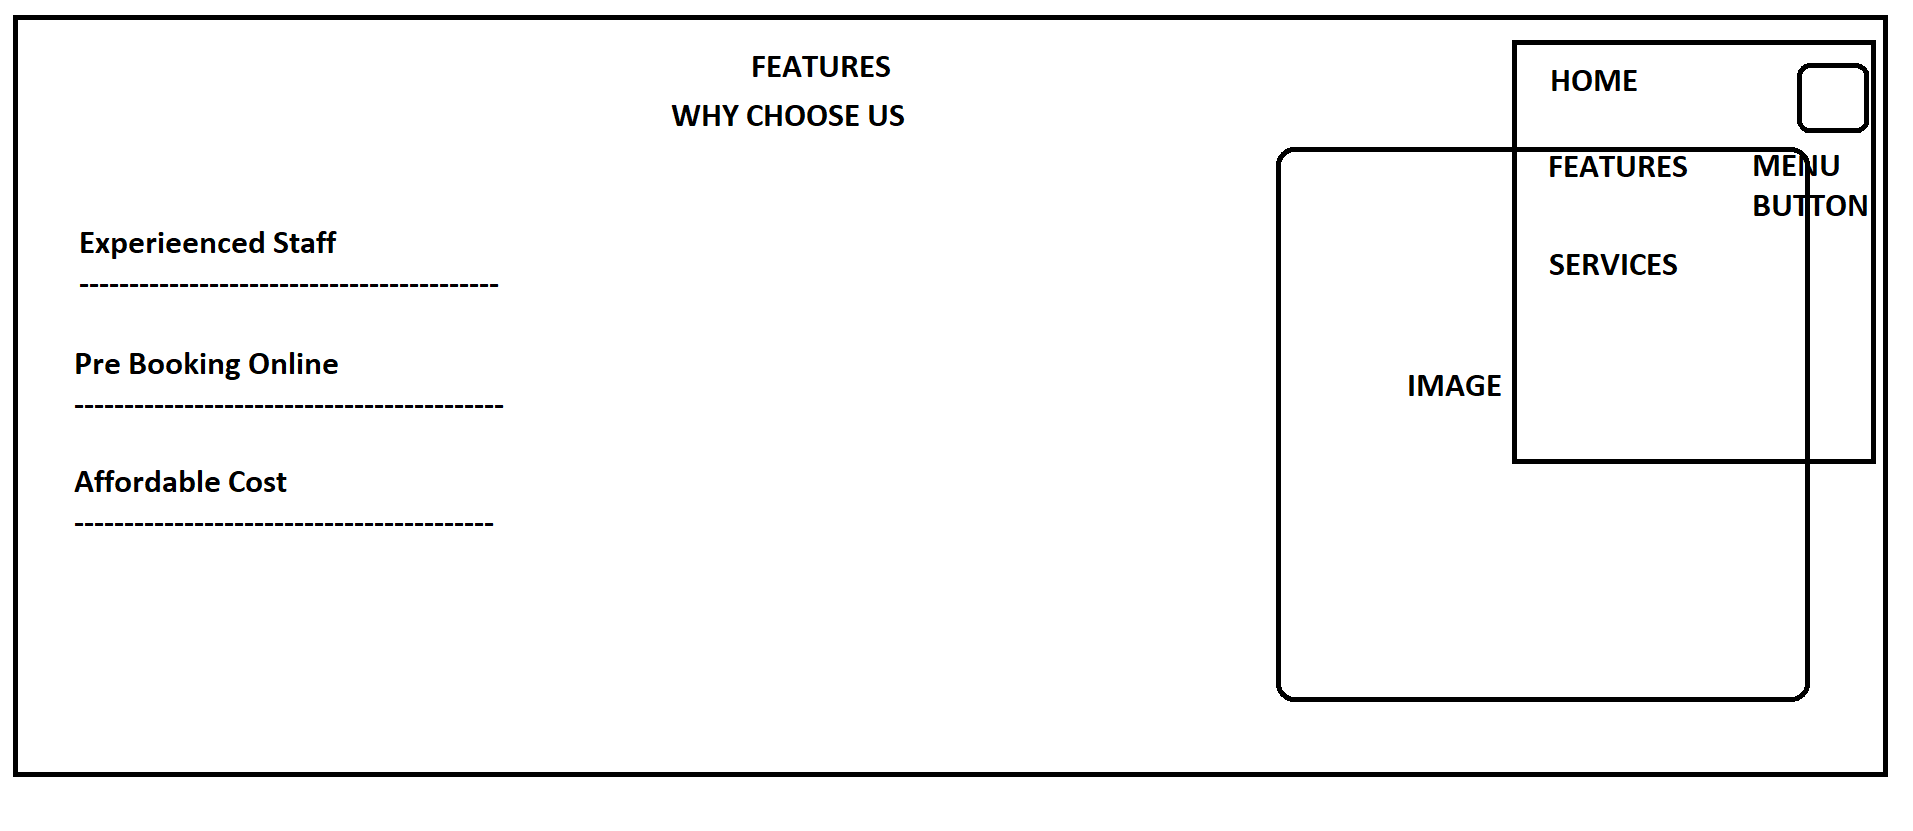 FEATURES
WHY CHOOSE US
HOME
FEATURES
MENU
BUTTON
SERVICES
Experieenced Staff
------------------------------------------
Pre Booking Online
-------------------------------------------
Affordable Cost
------------------------------------------
IMAGE